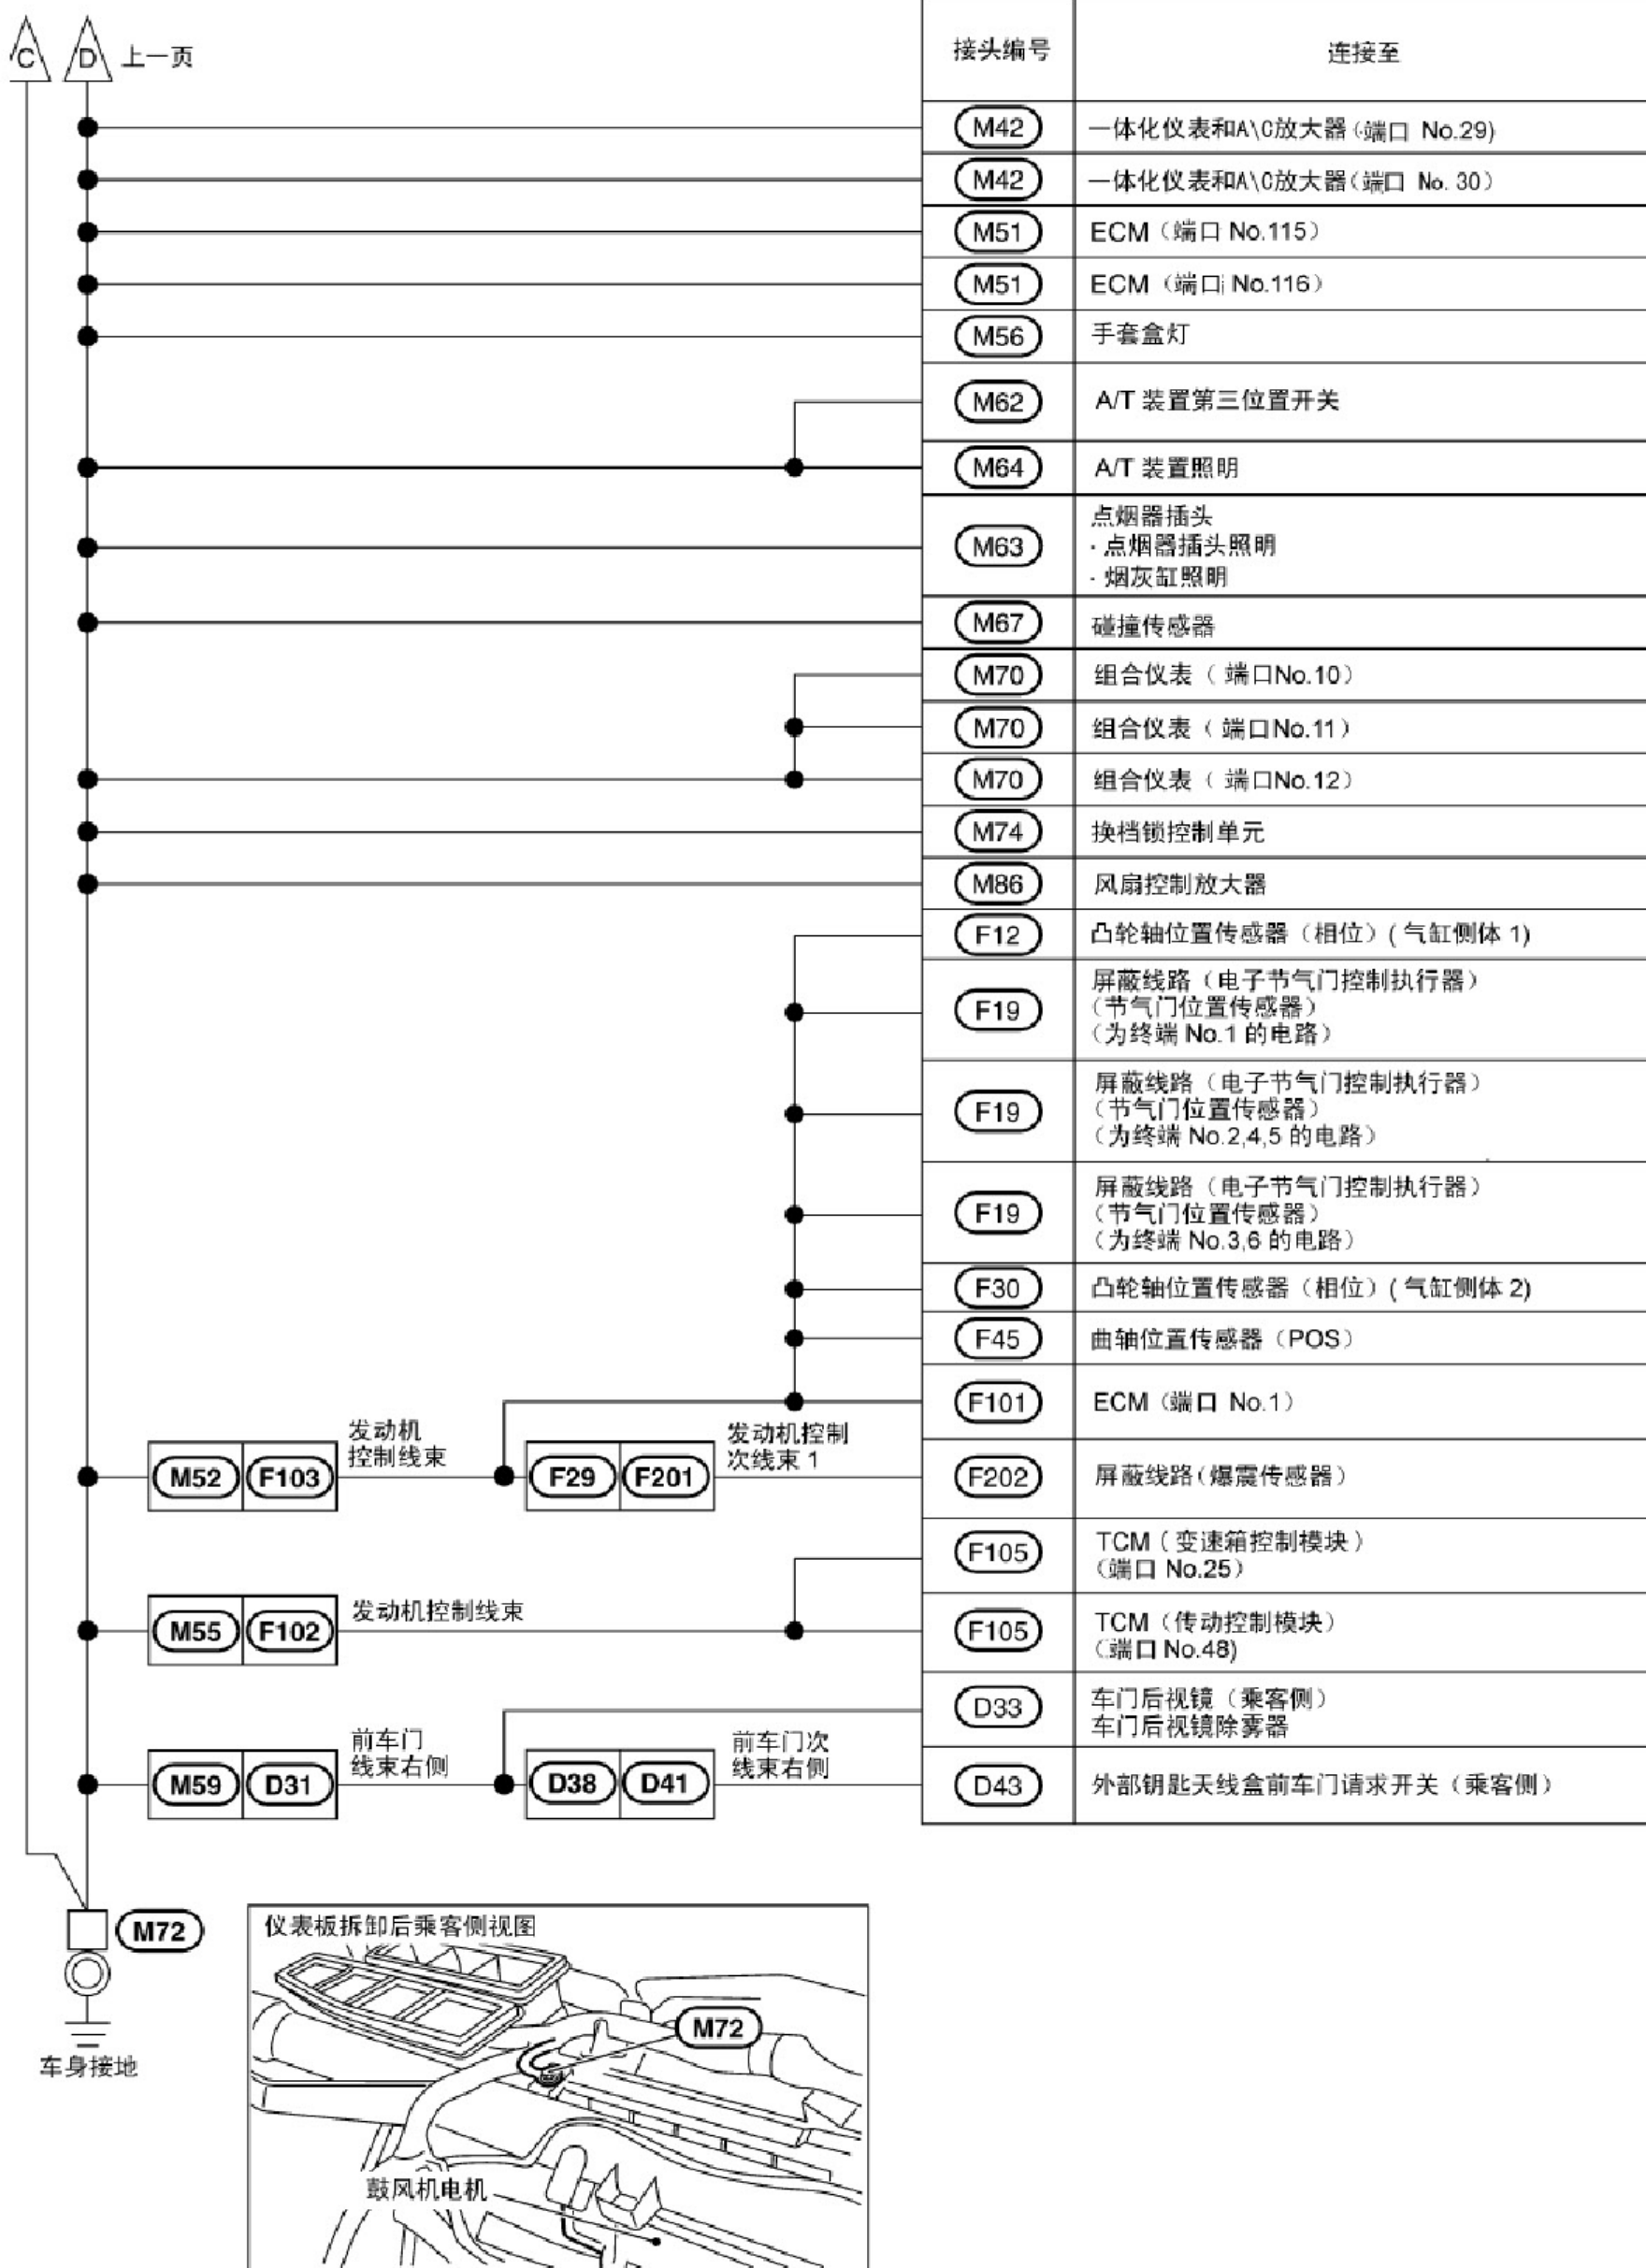 C D 上一页
接头编号 连接至
M42 一体化仪表和A\C放大器(端口 No.29)
M42 一体化仪表和A\C放大器(端口 No. 30)
M51 ECM（端口 No.115）
M51 ECM（端口 No.116）
M56 手套盒灯
M62 A/T 装置第三位置开关
M64 A/T 装置照明
M63 点烟器插头
· 点烟器插头照明
- 烟灰缸照明
M67 碰撞传感器
M70 组合仪表（ 端口No.10）
M70 组合仪表（ 端口No.11）
M70 组合仪表（ 端口No.12）
M74 换档锁控制单元
M86 风扇控制放大器
F12 凸轮轴位置传感器（相位）( 气缸侧体 1)
F19 屏蔽线路（电子节气门控制执行器）
（节气门位置传感器）
（为终端 No.1 的电路）
F19 屏蔽线路（电子节气门控制执行器）
（节气门位置传感器）
（为终端 No.2,4,5 的电路）
F19 屏蔽线路（电子节气门控制执行器）
（节气门位置传感器）
（为终端 No.3,6 的电路）
F30 凸轮轴位置传感器（相位）( 气缸侧体 2)
F45 曲轴位置传感器（POS）
F101 ECM（端口 No.1）
发动机
控制线束
发动机控制
次线束 1
M52 F103 F29 F201 F202 屏蔽线路（爆震传感器）
F105 TCM（变速箱控制模块）
（端口 No.25）
M55 F102 发动机控制线束 F105 TCM（传动控制模块）
（端口 No.48)
D33 车门后视镜（乘客侧）
车门后视镜除雾器
前车门
线束右侧
前车门次
线束右侧
M59 D31 D38 D41 D43 外部钥匙天线盒前车门请求开关（乘客侧）
M72
车身接地
仪表板拆卸后乘客侧视图
M72
鼓风机电机